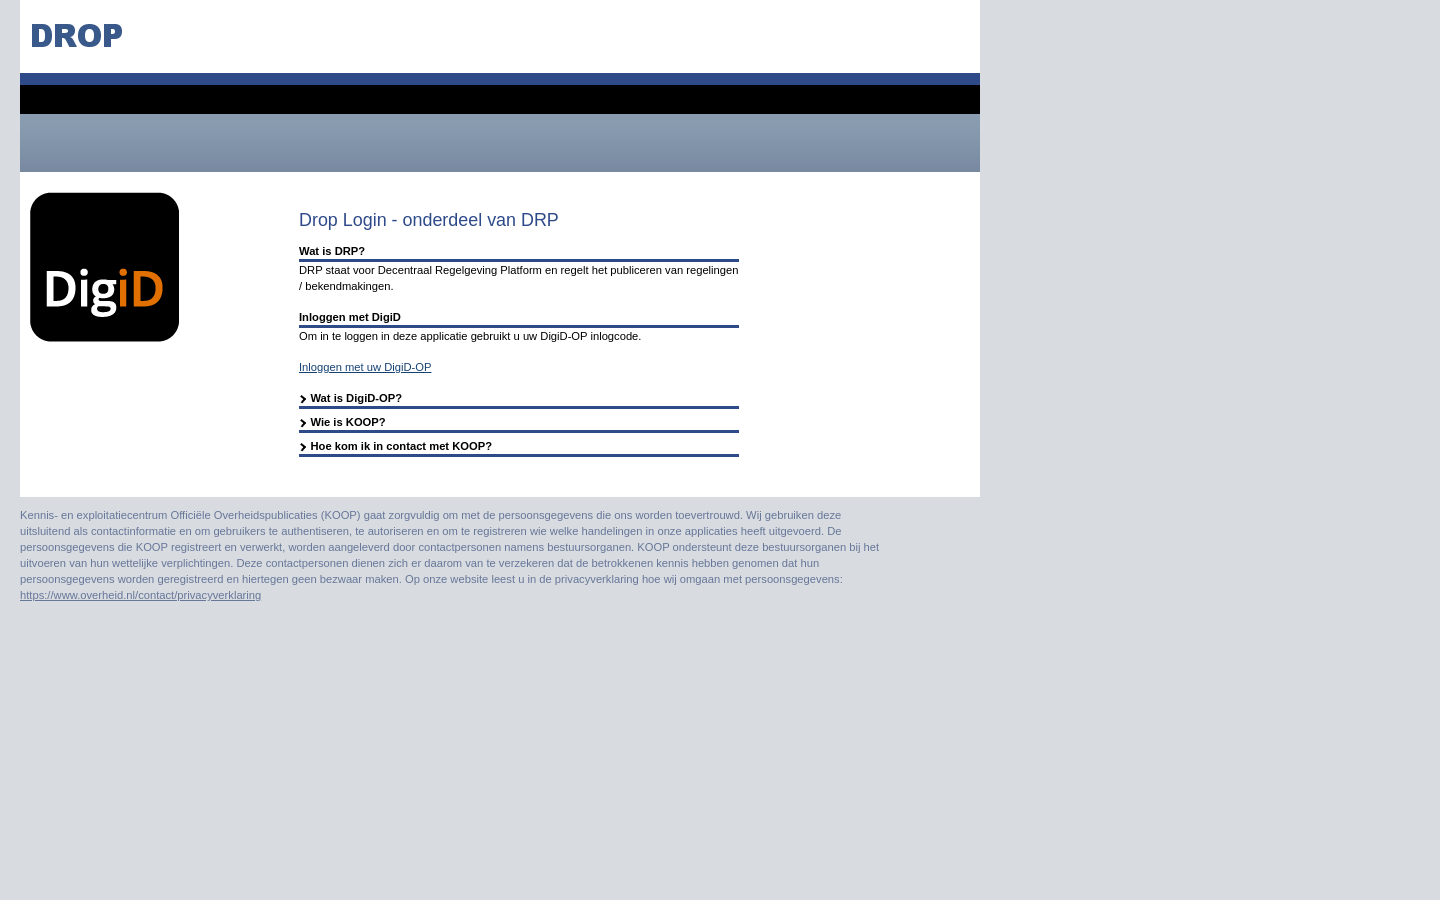 DROP
DigiD
Drop Login - onderdeel van DRP
Wat is DRP?
DRP staat voor Decentraal Regelgeving Platform en regelt het publiceren van regelingen
/ bekendmakingen.
Inloggen met DigiD
Om in te loggen in deze applicatie gebruikt u uw DigiD-OP inlogcode.
Inloggen met uw DigiD-OP
Wat is DigiD-OP?
Wie is KOOP?
Hoe kom ik in contact met KOOP?
Kennis- en exploitatiecentrum Officiële Overheidspublicaties (KOOP) gaat zorgvuldig om met de persoonsgegevens die ons worden toevertrouwd. Wij gebruiken deze
uitsluitend als contactinformatie en om gebruikers te authentiseren, te autoriseren en om te registreren wie welke handelingen in onze applicaties heeft uitgevoerd. De
persoonsgegevens die KOOP registreert en verwerkt, worden aangeleverd door contactpersonen namens bestuursorganen. KOOP ondersteunt deze bestuursorganen bij het
uitvoeren van hun wettelijke verplichtingen. Deze contactpersonen dienen zich er daarom van te verzekeren dat de betrokkenen kennis hebben genomen dat hun
persoonsgegevens worden geregistreerd en hiertegen geen bezwaar maken. Op onze website leest u in de privacyverklaring hoe wij omgaan met persoonsgegevens:
https://www.overheid.nl/contact/privacyverklaring